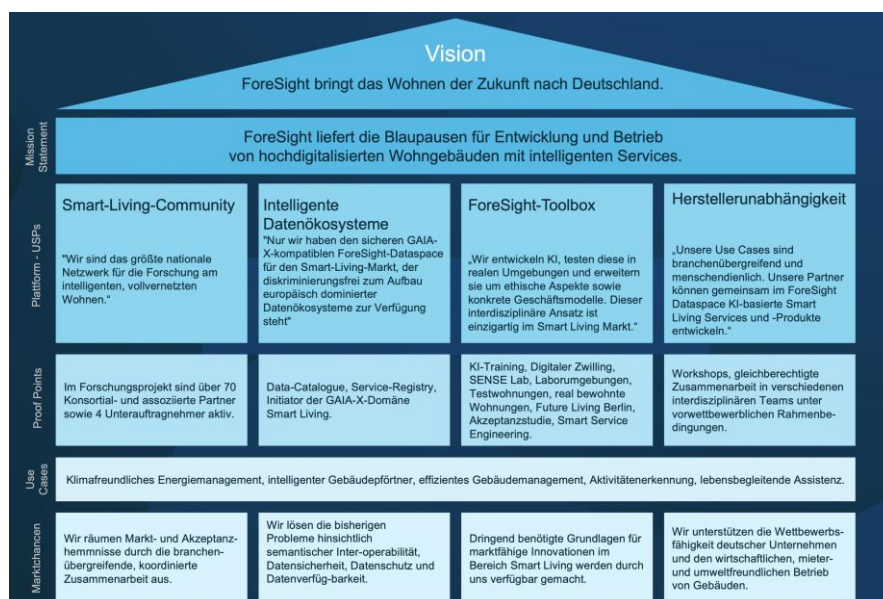 Vision
ForeSight bringt das Wohnen der Zukunft nach Deutschland.
Mission
Statement
ForeSight liefert die Blaupausen für Entwicklung und Betrieb
von hochdigitalisierten Wohngebäuden mit intelligenten Services.
Plattform - USPs
Smart-Living-Community
"Wir sind das größte nationale
Netzwerk für die Forschung am
intelligenten, vollvernetzten
Wohnen."
Intelligente
Datenökosysteme
"Nur wir haben den sicheren GAIA-
X-kompatiblen ForeSight-Dataspace
für den Smart-Living-Markt, der
diskriminierungsfrei zum Aufbau
europäisch dominierter
Datenökosysteme zur Verfügung
steht"
ForeSight-Toolbox
„Wir entwickeln KI, testen diese in
realen Umgebungen und erweitern
sie um ethische Aspekte sowie
konkrete Geschäftsmodelle. Dieser
interdisziplinäre Ansatz ist
einzigartig im Smart Living Markt.“
Herstellerunabhängigkeit
„Unsere Use Cases sind
branchenübergreifend und
menschendienlich. Unsere Partner
können gemeinsam im ForeSight
Dataspace KI-basierte Smart
Living Services und -Produkte
entwickeln.“
Proof Points
Im Forschungsprojekt sind über 70
Konsortial- und assoziierte Partner
sowie 4 Unterauftragnehmer aktiv.
Data-Catalogue, Service-Registry,
Initiator der GAIA-X-Domäne
Smart Living.
KI-Training, Digitaler Zwilling,
SENSE Lab, Laborumgebungen,
Testwohnungen, real bewohnte
Wohnungen, Future Living Berlin,
Akzeptanzstudie, Smart Service
Engineering.
Workshops, gleichberechtigte
Zusammenarbeit in verschiedenen
interdisziplinären Teams unter
vorwettbewerblichen Rahmenbe-
dingungen.
Use
Cases
Klimafreundliches Energiemanagement, intelligenter Gebäudepförtner, effizientes Gebäudemanagement, Aktivitätenerkennung, lebensbegleitende Assistenz.
Marktchancen
Wir räumen Markt- und Akzeptanz-
hemmnisse durch die branchen-
übergreifende, koordinierte
Zusammenarbeit aus.
Wir lösen die bisherigen
Probleme hinsichtlich
semantischer Inter-operabilität,
Datensicherheit, Datenschutz und
Datenverfüg-barkeit.
Dringend benötigte Grundlagen für
marktfähige Innovationen im
Bereich Smart Living werden durch
uns verfügbar gemacht.
Wir unterstützen die Wettbewerbs-
fähigkeit deutscher Unternehmen
und den wirtschaftlichen, mieter-
und umweltfreundlichen Betrieb
von Gebäuden.